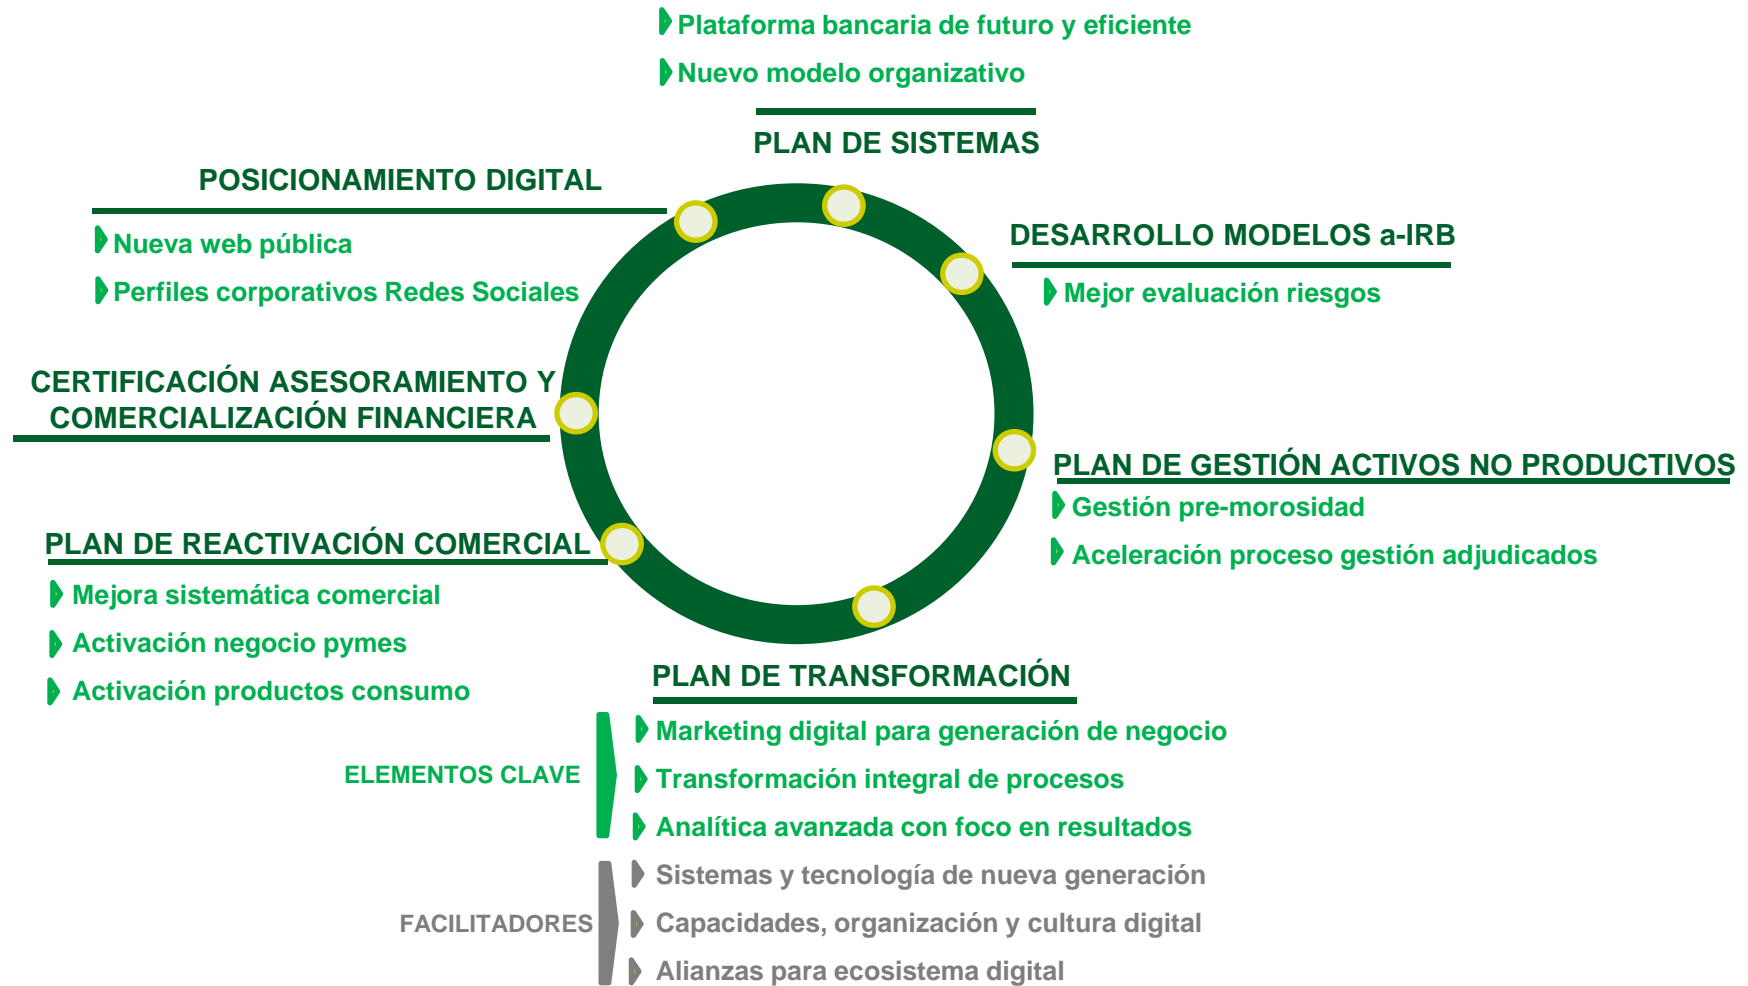 Plataforma bancaria de futuro y eficiente
Nuevo modelo organizativo
PLAN DE SISTEMAS
POSICIONAMIENTO DIGITAL
Nueva web pública
Perfiles corporativos Redes Sociales
DESARROLLO MODELOS a-IRB
Mejor evaluación riesgos
CERTIFICACIÓN ASESORAMIENTO Y
COMERCIALIZACIÓN FINANCIERA
PLAN DE GESTIÓN ACTIVOS NO PRODUCTIVOS
Gestión pre-morosidad
Aceleración proceso gestión adjudicados
PLAN DE REACTIVACIÓN COMERCIAL
Mejora sistemática comercial
Activación negocio pymes
Activación productos consumo
PLAN DE TRANSFORMACIÓN
ELEMENTOS CLAVE
Marketing digital para generación de negocio
Transformación integral de procesos
Analítica avanzada con foco en resultados
FACILITADORES
Sistemas y tecnología de nueva generación
Capacidades, organización y cultura digital
Alianzas para ecosistema digital